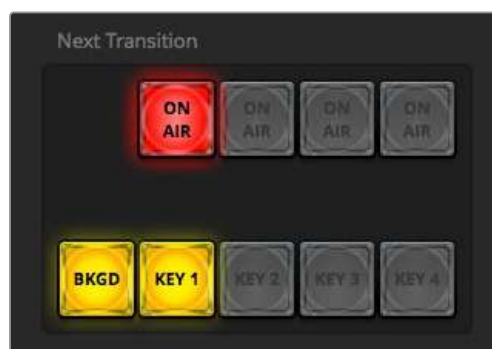 Next Transition
ON ON ON ON
AIR AIR AIR AIR
BKGD KEY 1 KEY 2 KEY 3 KEY 4